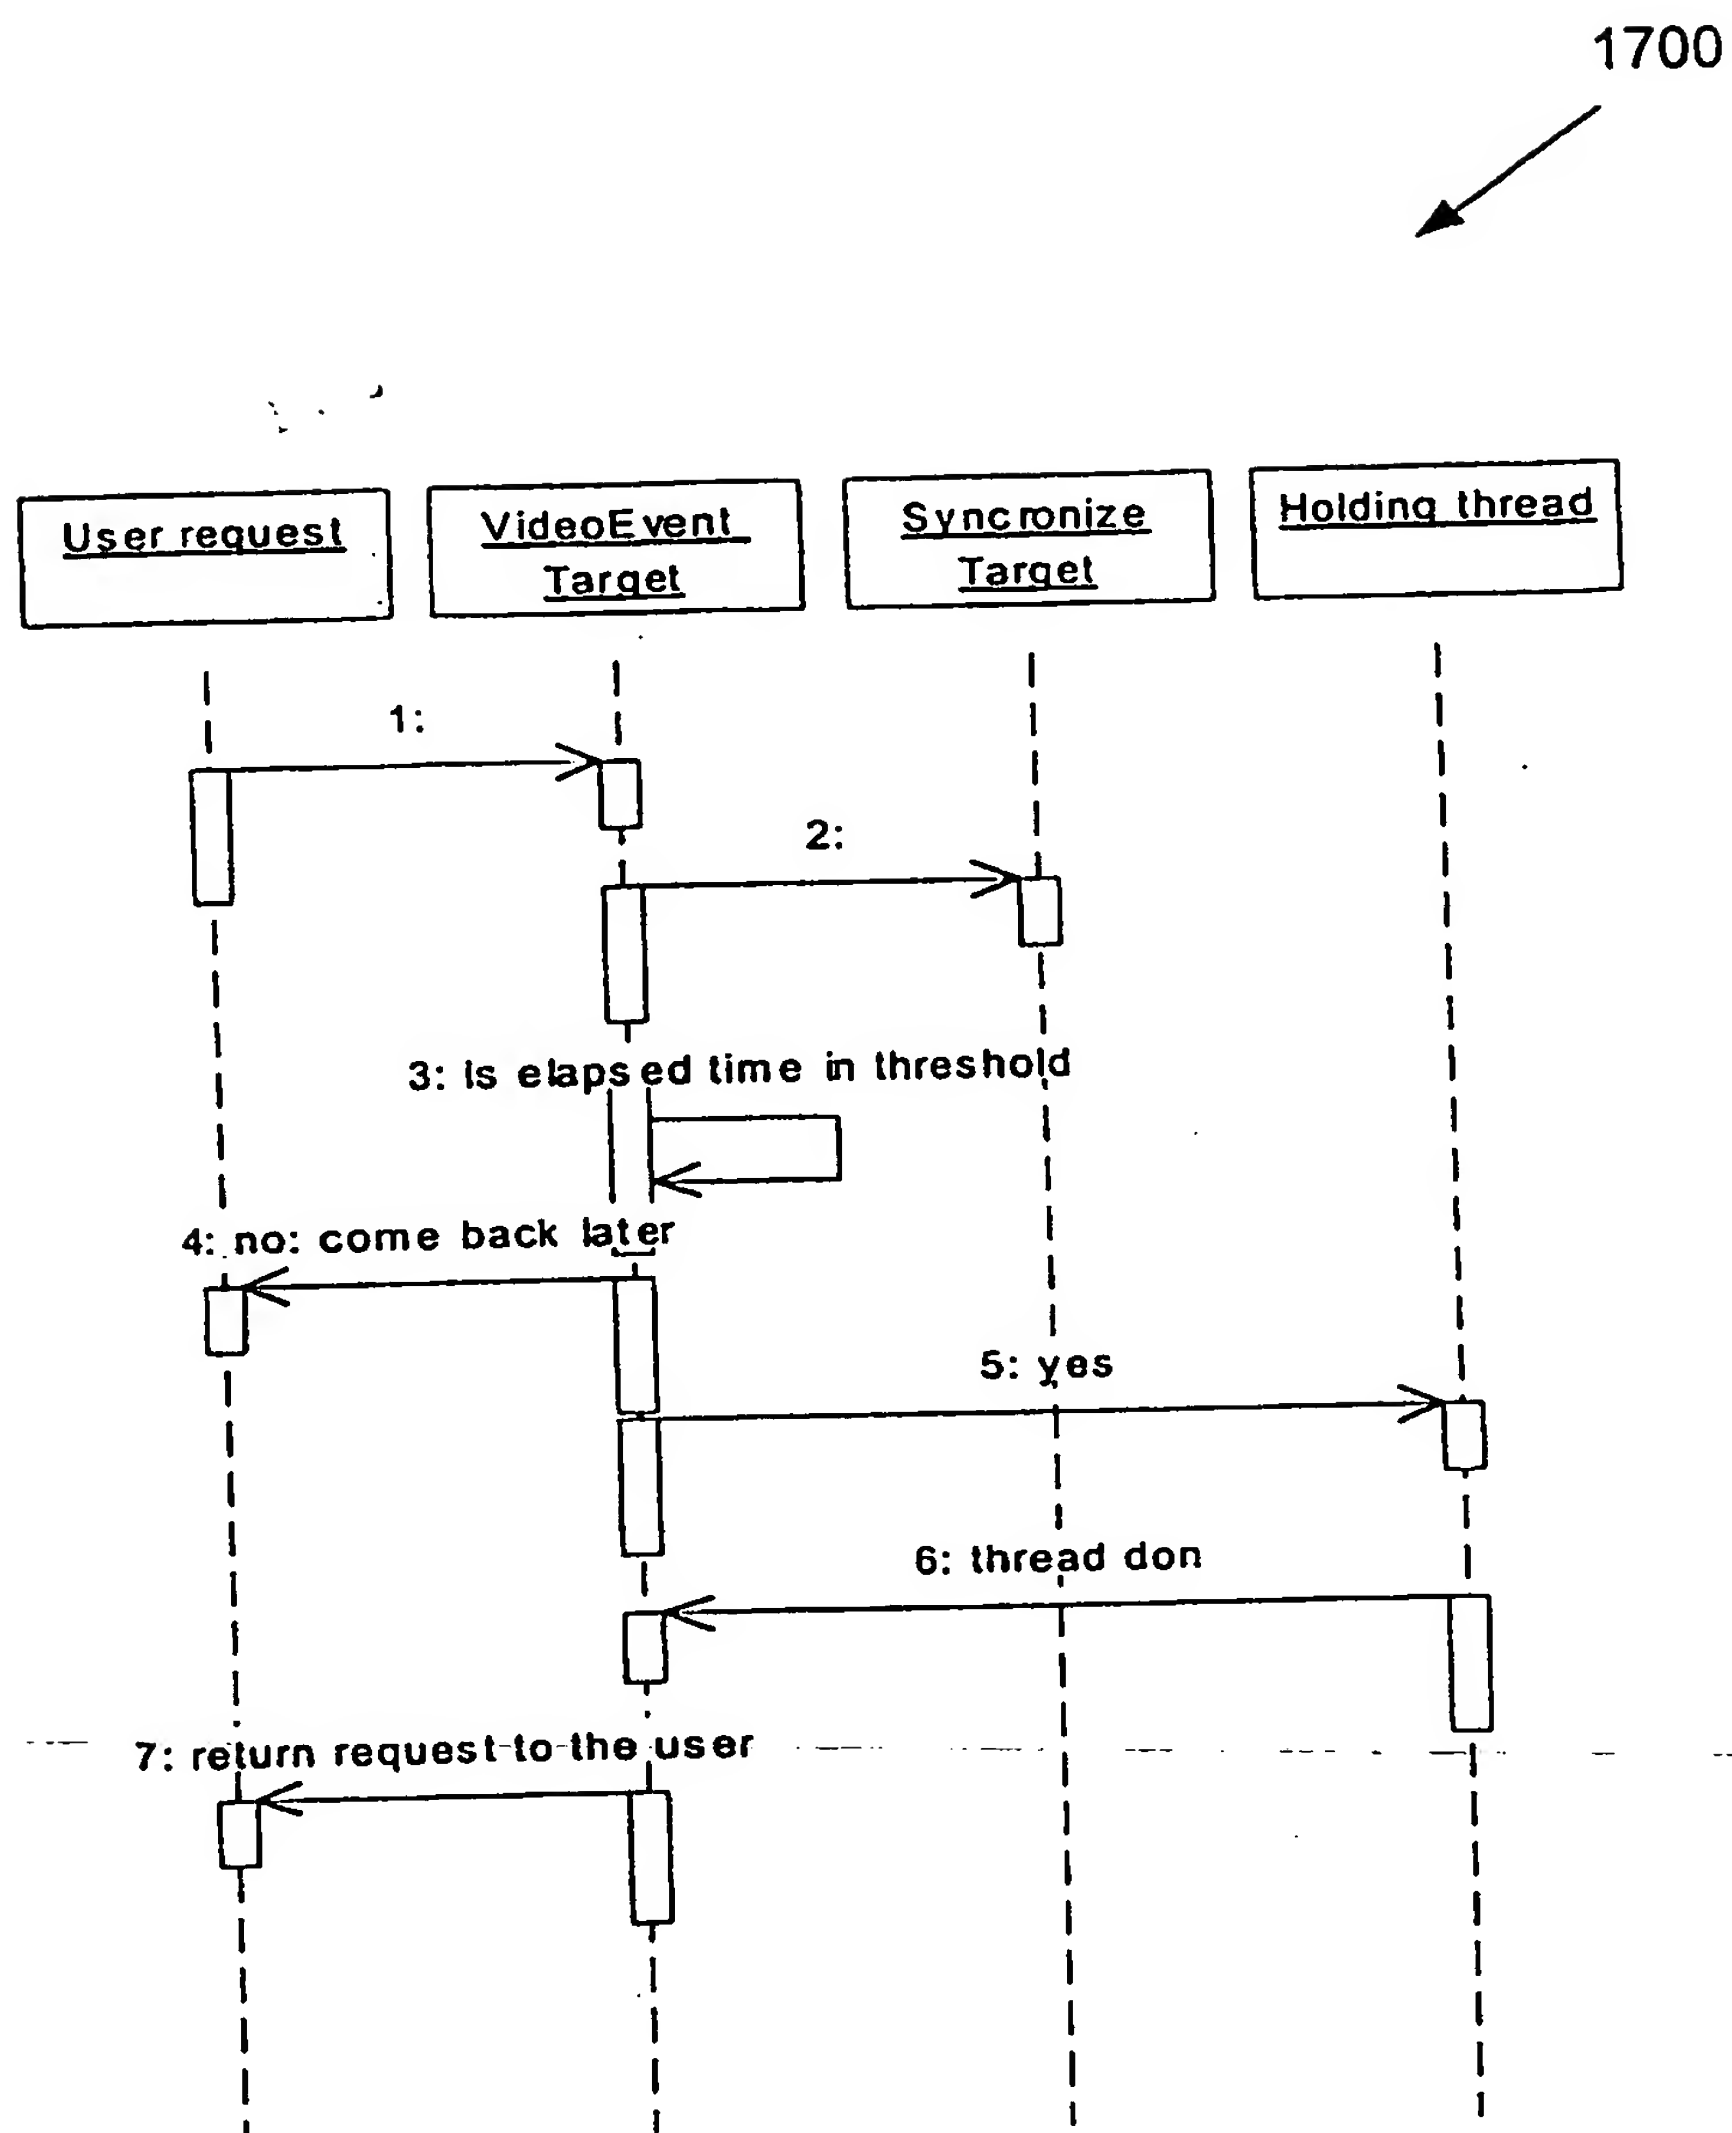 1700
User request
VideoEvent
Target
Syncronize
Target
Holding thread
1:
2:
3: Is elapsed time in threshold
4: no: come back later
5: yes
6: thread don
7: return request to the user